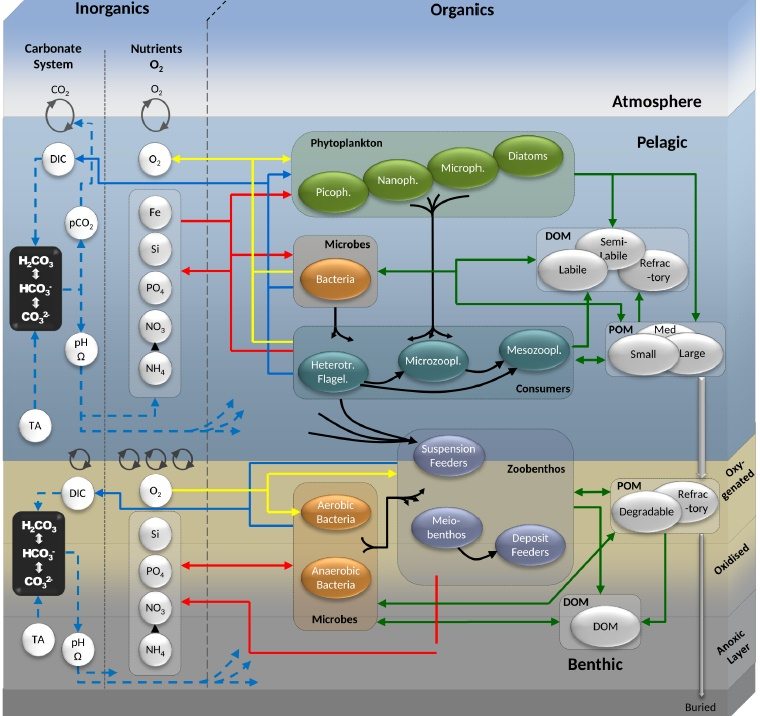 Inorganics
Organics
Carbonate
System
Nutrients
O₂
CO₂
O₂
Atmosphere
Pelagic
DIC
O₂
Phytoplankton
Picoph.
Nanoph.
Microph.
Diatoms
pCO₂
Fe
Si
PO₄
NO₃
NH₄
H₂CO₃
⇕
HCO₃⁻
⇕
CO₃²⁻
pH
Ω
TA
Microbes
Bacteria
DOM
Semi-
Labile
Labile
Refrac
-tory
POM
Med
Small
Large
Heterotr.
Flagel.
Microzoopl.
Mesozoopl.
Consumers
Suspension
Feeders
Zoobenthos
Meio-
benthos
Deposit
Feeders
Oxy-
genated
DIC
O₂
Si
PO₄
NO₃
NH₄
H₂CO₃
⇕
HCO₃⁻
⇕
CO₃²⁻
TA
pH
Ω
Aerobic
Bacteria
Anaerobic
Bacteria
Microbes
POM
Degradable
Refrac
-tory
Oxidised
DOM
DOM
Benthic
Anoxic
Layer
Buried